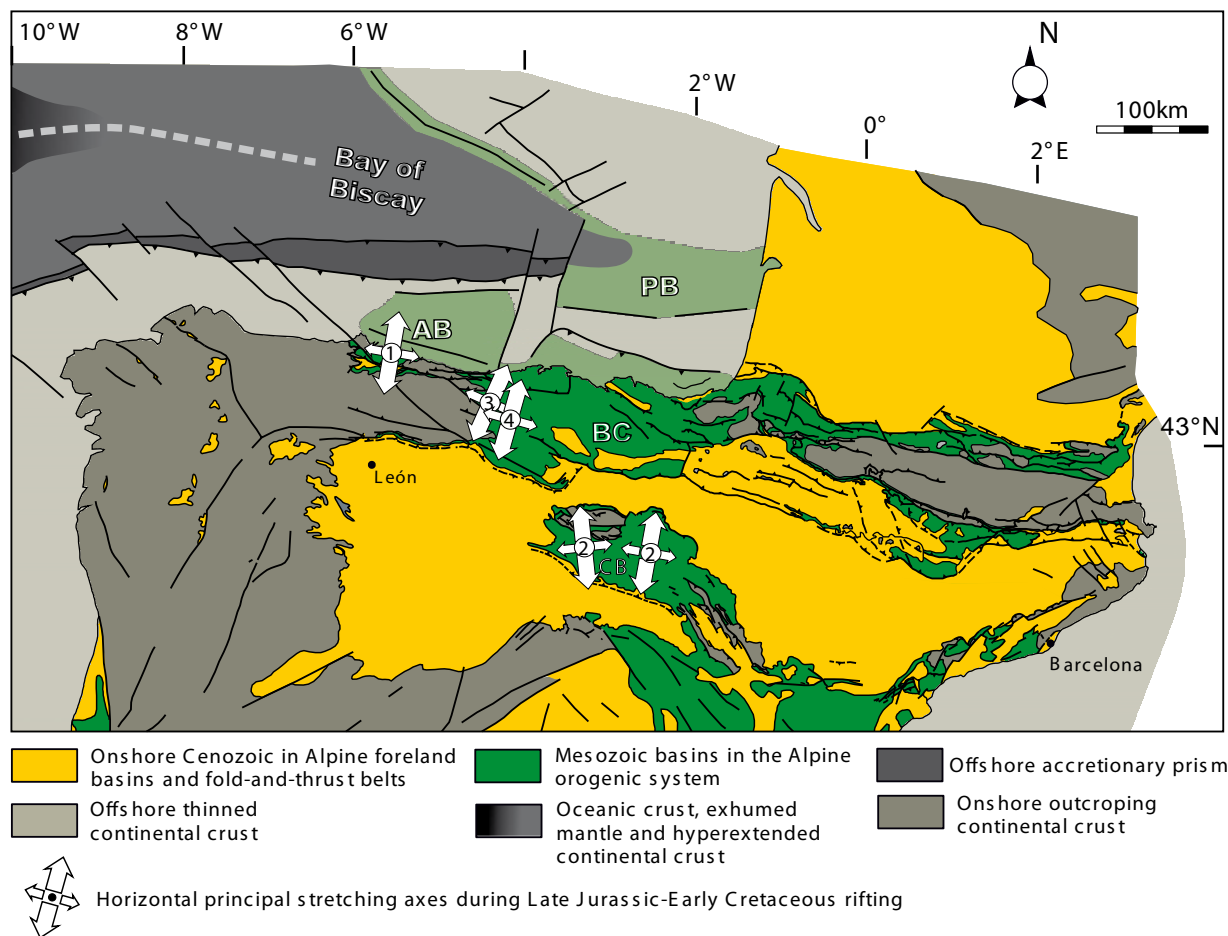 10°W
8°W
6°W
2°W
0°
2°E
N
100km
Bay of
Biscay
PB
AB
1
3
4
BC
43°N
León
2
2
CB
Barcelona
Onshore Cenozoic in Alpine foreland
basins and fold-and-thrust belts
Mesozoic basins in the Alpine
orogenic system
Offshore accretionary prism
Offshore thinned
continental crust
Oceanic crust, exhumed
mantle and hyperextended
continental crust
Onshore outcroping
continental crust
Horizontal principal stretching axes during Late Jurassic-Early Cretaceous rifting